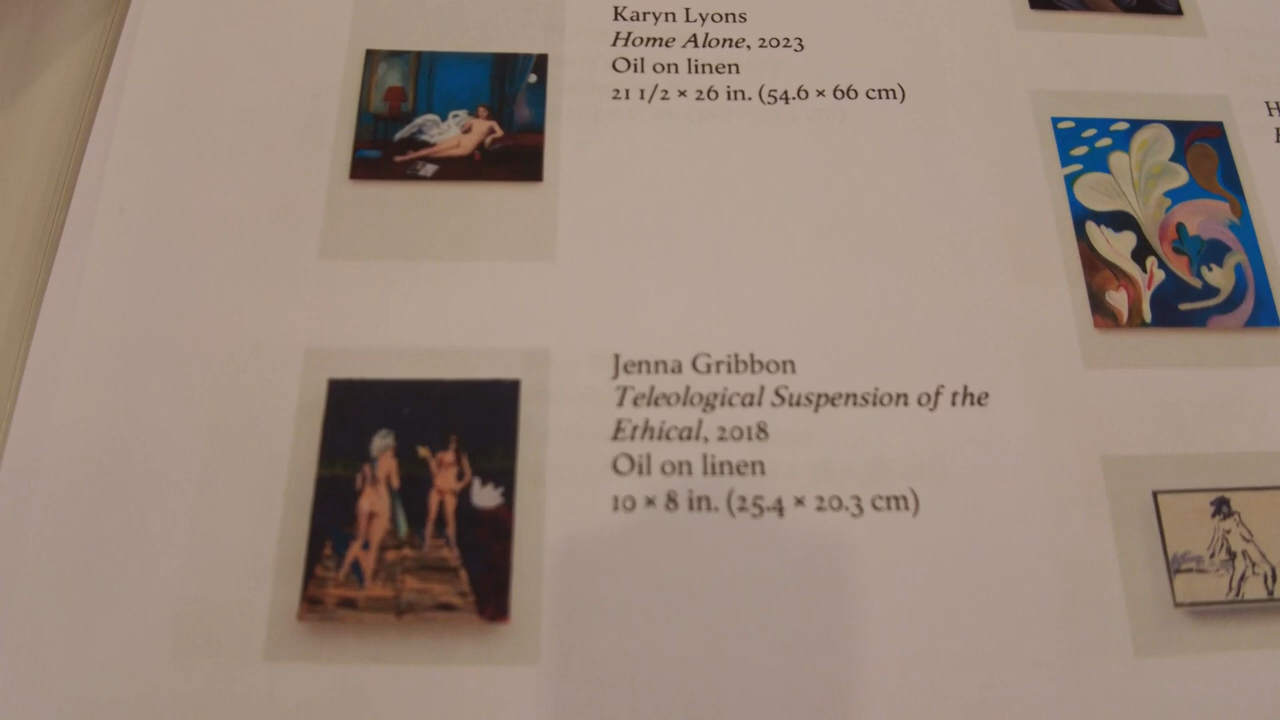 Karyn Lyons
Home Alone, 2023
Oil on linen
21 1/2 × 26 in. (54.6 × 66 cm)
Jenna Gribbon
Teleological Suspension of the
Ethical, 2018
Oil on linen
10 × 8 in. (25.4 × 20.3 cm)